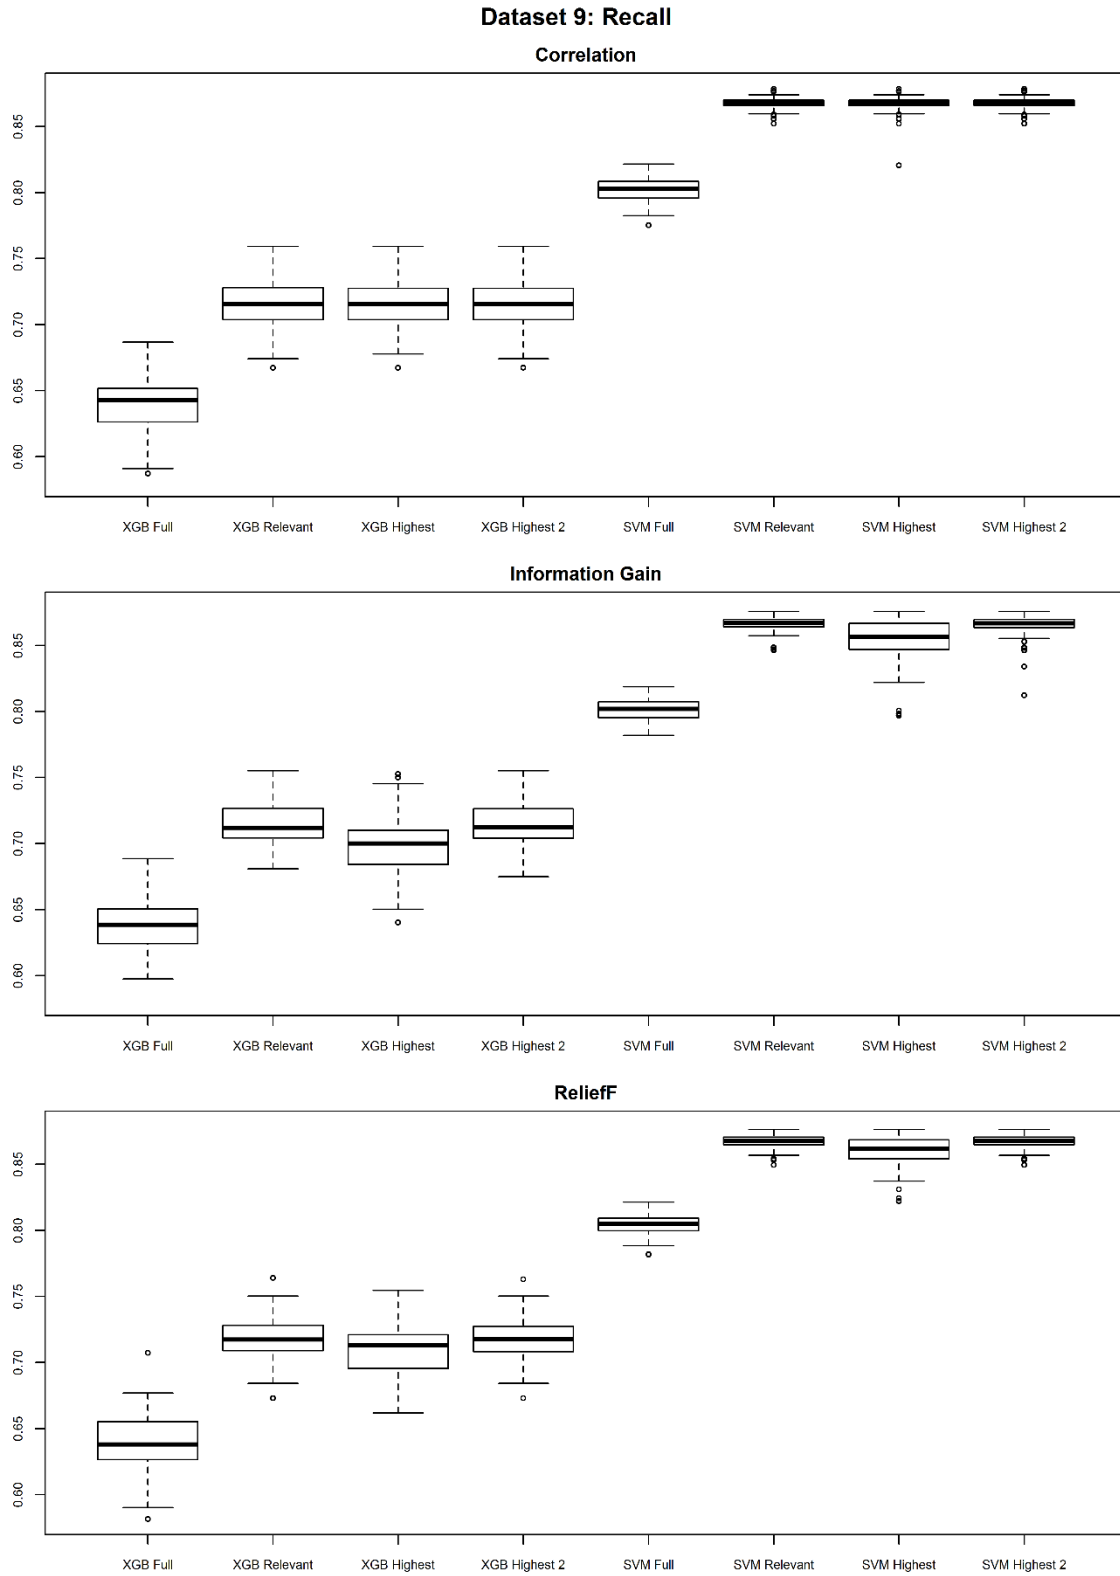 Dataset 9: Recall
Correlation
0.85
0.80
0.75
0.70
0.65
0.60
XGB Full XGB Relevant XGB Highest XGB Highest 2 SVM Full SVM Relevant SVM Highest SVM Highest 2
Information Gain
0.85
0.80
0.75
0.70
0.65
0.60
XGB Full XGB Relevant XGB Highest XGB Highest 2 SVM Full SVM Relevant SVM Highest SVM Highest 2
ReliefF
0.85
0.80
0.75
0.70
0.65
0.60
XGB Full XGB Relevant XGB Highest XGB Highest 2 SVM Full SVM Relevant SVM Highest SVM Highest 2